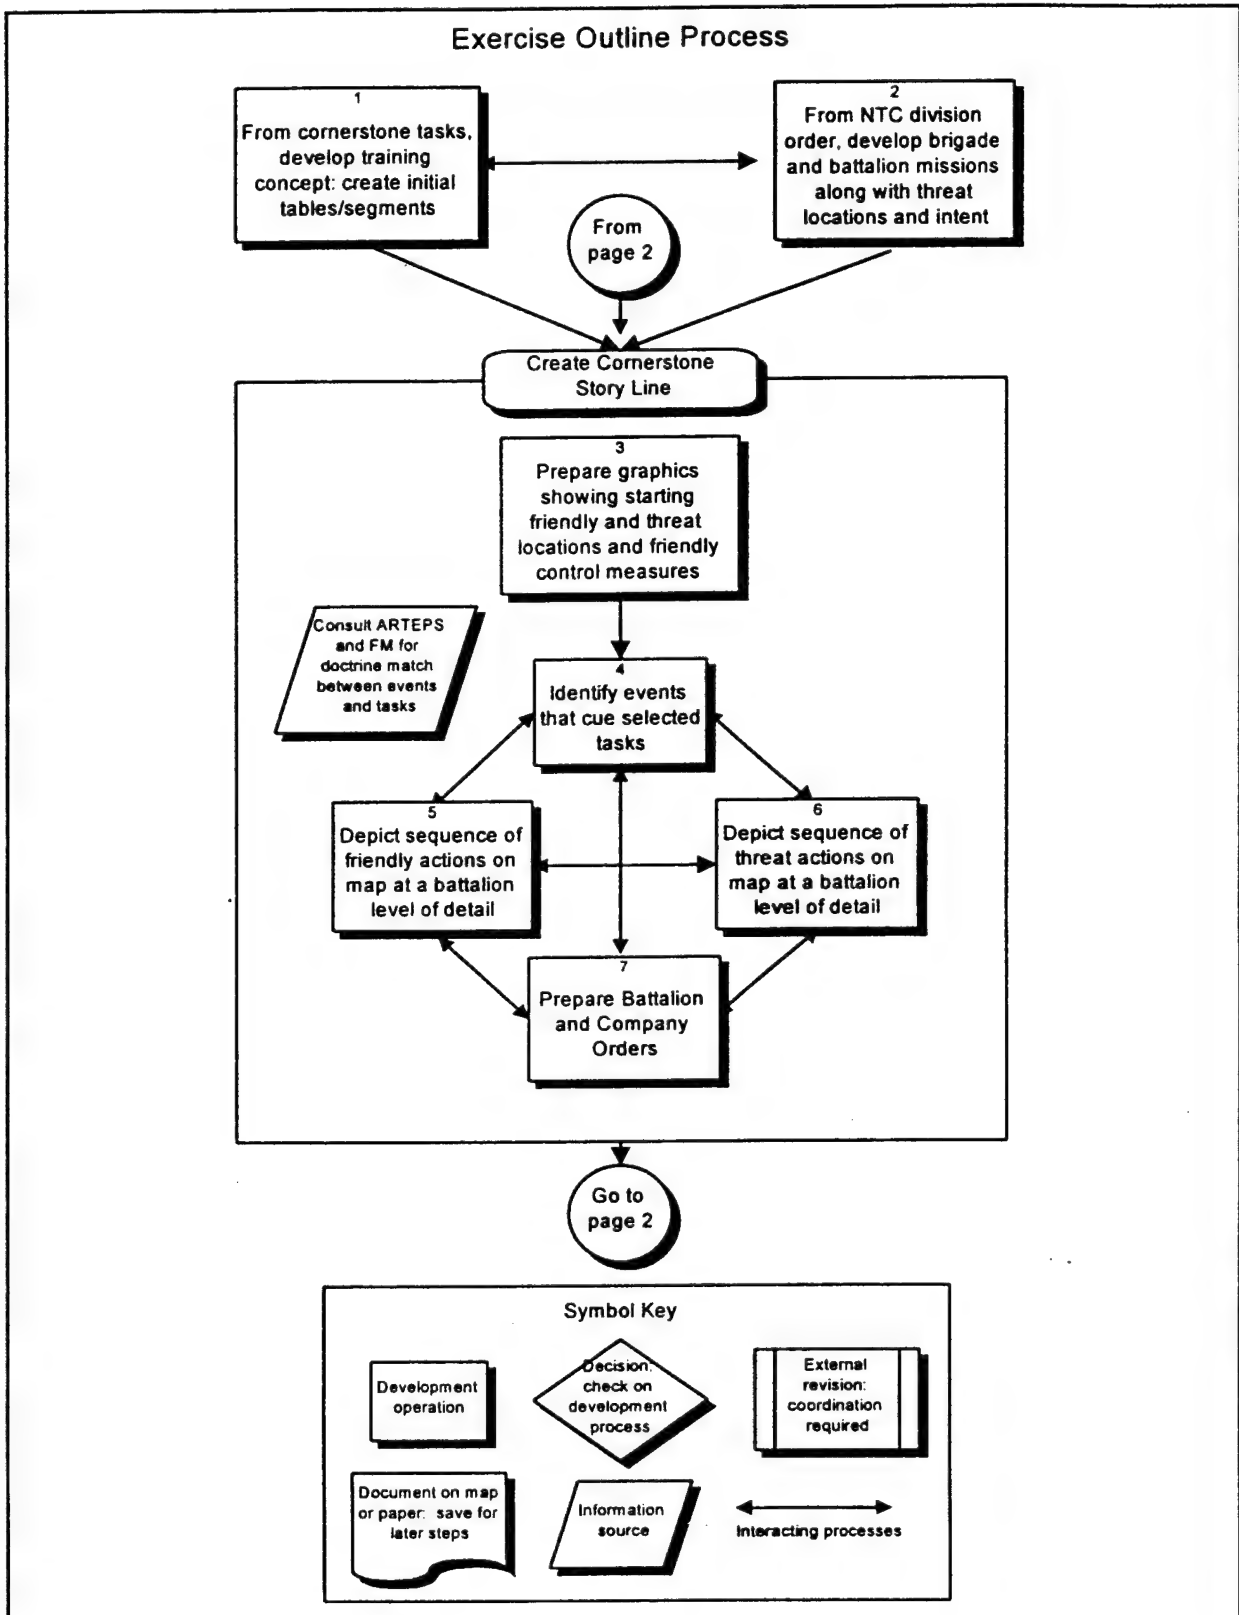 Exercise Outline Process
1
From cornerstone tasks,
develop training
concept: create initial
tables/segments
2
From NTC division
order, develop brigade
and battalion missions
along with threat
locations and intent
From
page 2
Create Cornerstone
Story Line
3
Prepare graphics
showing starting
friendly and threat
locations and friendly
control measures
Consult ARTEPS
and FM for
doctrine match
between events
and tasks
4
Identify events
that cue selected
tasks
5
Depict sequence of
friendly actions on
map at a battalion
level of detail
6
Depict sequence of
threat actions on
map at a battalion
level of detail
7
Prepare Battalion
and Company
Orders
Go to
page 2
Symbol Key
Development
operation
Decision:
check on
development
process
External
revision:
coordination
required
Document on map
or paper: save for
later steps
Information
source
Interacting processes